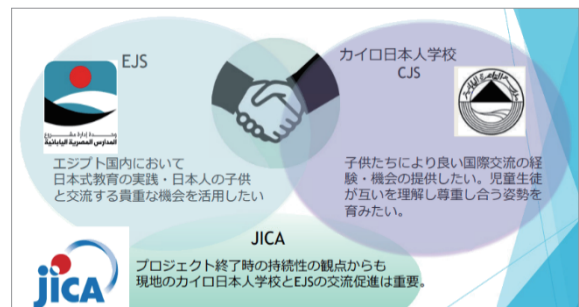 EJS
وحدة إدارة مشروع
المدارس المصرية اليابانية
エジプト国内において
日本式教育の実践・日本人の子供
と交流する貴重な機会を活用したい
カイロ日本人学校
CJS
子供たちにより良い国際交流の経
験・機会の提供したい。児童生徒
が互いを理解し尊重し合う姿勢を
育みたい。
JICA
jICA
プロジェクト終了時の持続性の観点からも
現地のカイロ日本人学校とEJSの交流促進は重要。